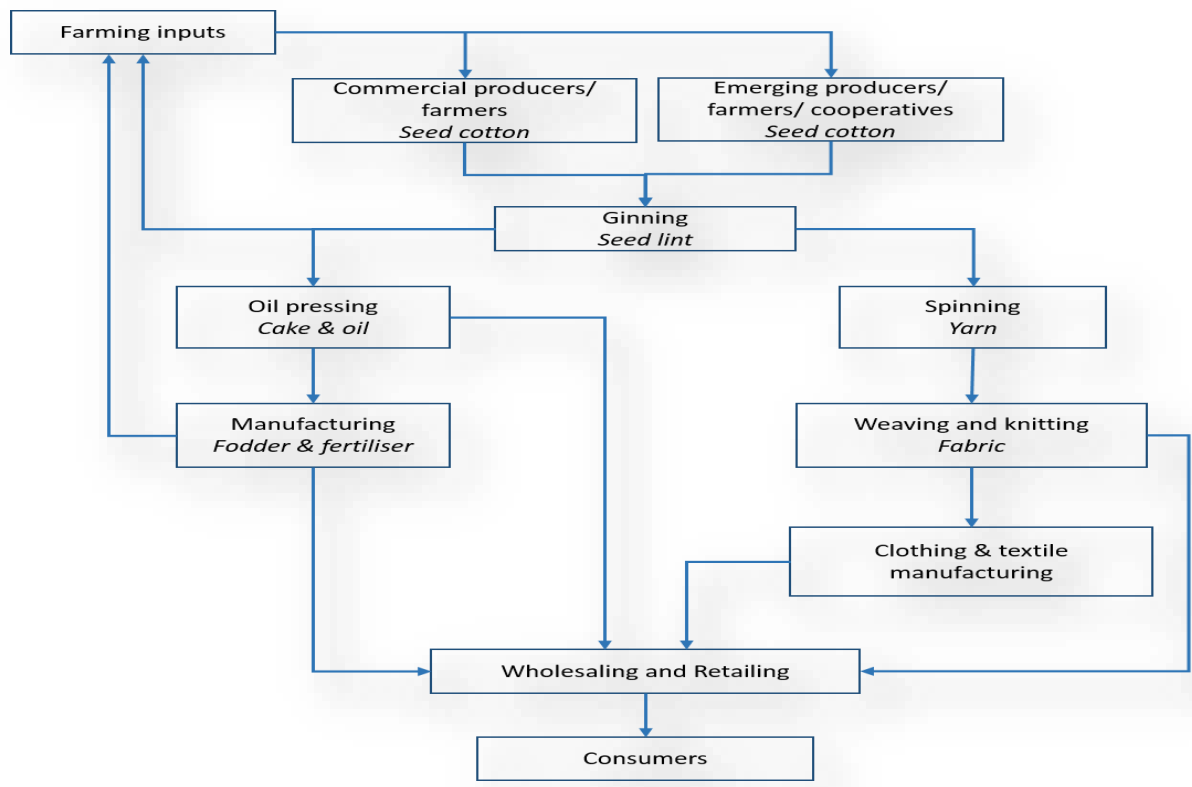 Farming inputs
Commercial producers/
farmers
Seed cotton
Emerging producers/
farmers/ cooperatives
Seed cotton
Ginning
Seed lint
Oil pressing
Cake & oil
Spinning
Yarn
Manufacturing
Fodder & fertiliser
Weaving and knitting
Fabric
Clothing & textile
manufacturing
Wholesaling and Retailing
Consumers